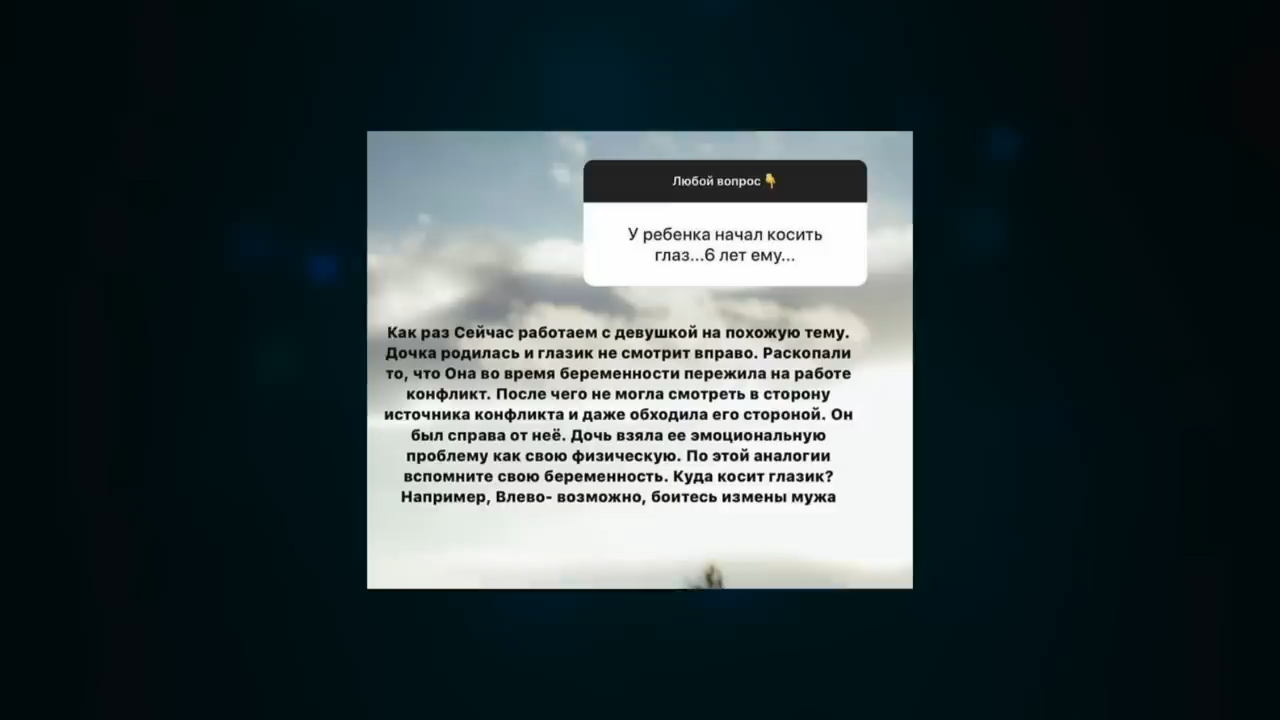 Любой вопрос 👇
У ребенка начал косить
глаз...6 лет ему...
Как раз Сейчас работаем с девушкой на похожую тему.
Дочка родилась и глазик не смотрит вправо. Раскопали
то, что Она во время беременности пережила на работе
конфликт. После чего не могла смотреть в сторону
источника конфликта и даже обходила его стороной. Он
был справа от неё. Дочь взяла ее эмоциональную
проблему как свою физическую. По этой аналогии
вспомните свою беременность. Куда косит глазик?
Например, Влево- возможно, боитесь измены мужа